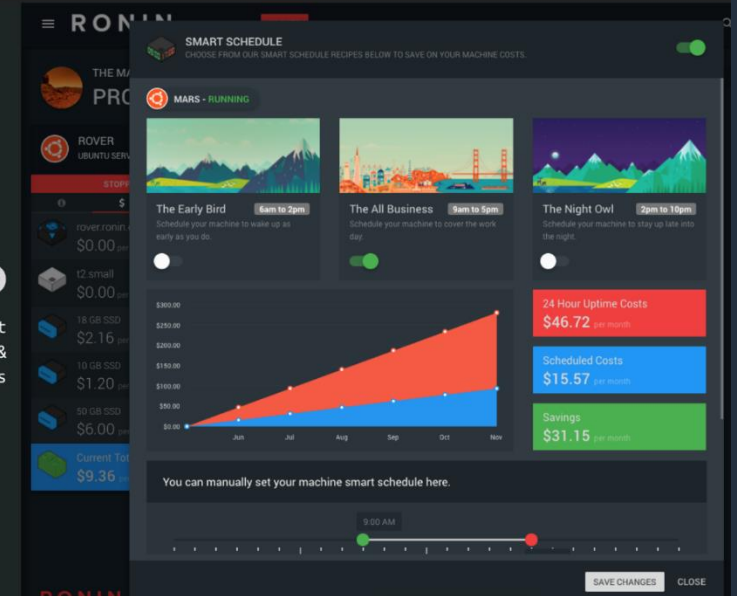 RONIN
SMART SCHEDULE
CHOOSE FROM OUR SMART SCHEDULE RECIPES BELOW TO SAVE ON YOUR MACHINE COSTS.
THE MA
PRO
MARS - RUNNING
ROVER
UBUNTU SERV
STOPP
$
rover.ronin
$0.00 per
t2.small
$0.00 per
18 GB SSD
$2.16 per
10 GB SSD
$1.20 per
50 GB SSD
$6.00 per
Current Tot
$9.36 per
t
&
s
The Early Bird 6am to 2pm
Schedule your machine to wake up as
early as you do.
The All Business 9am to 5pm
Schedule your machine to cover the work
day.
The Night Owl 2pm to 10pm
Schedule your machine to stay up late into
the night.
$300.00
$250.00
$200.00
$150.00
$100.00
$50.00
$0.00
Jun Jul Aug Sep Oct Nov
24 Hour Uptime Costs
$46.72 per month
Scheduled Costs
$15.57 per month
Savings
$31.15 per month
You can manually set your machine smart schedule here.
9:00 AM
SAVE CHANGES CLOSE
RONIN